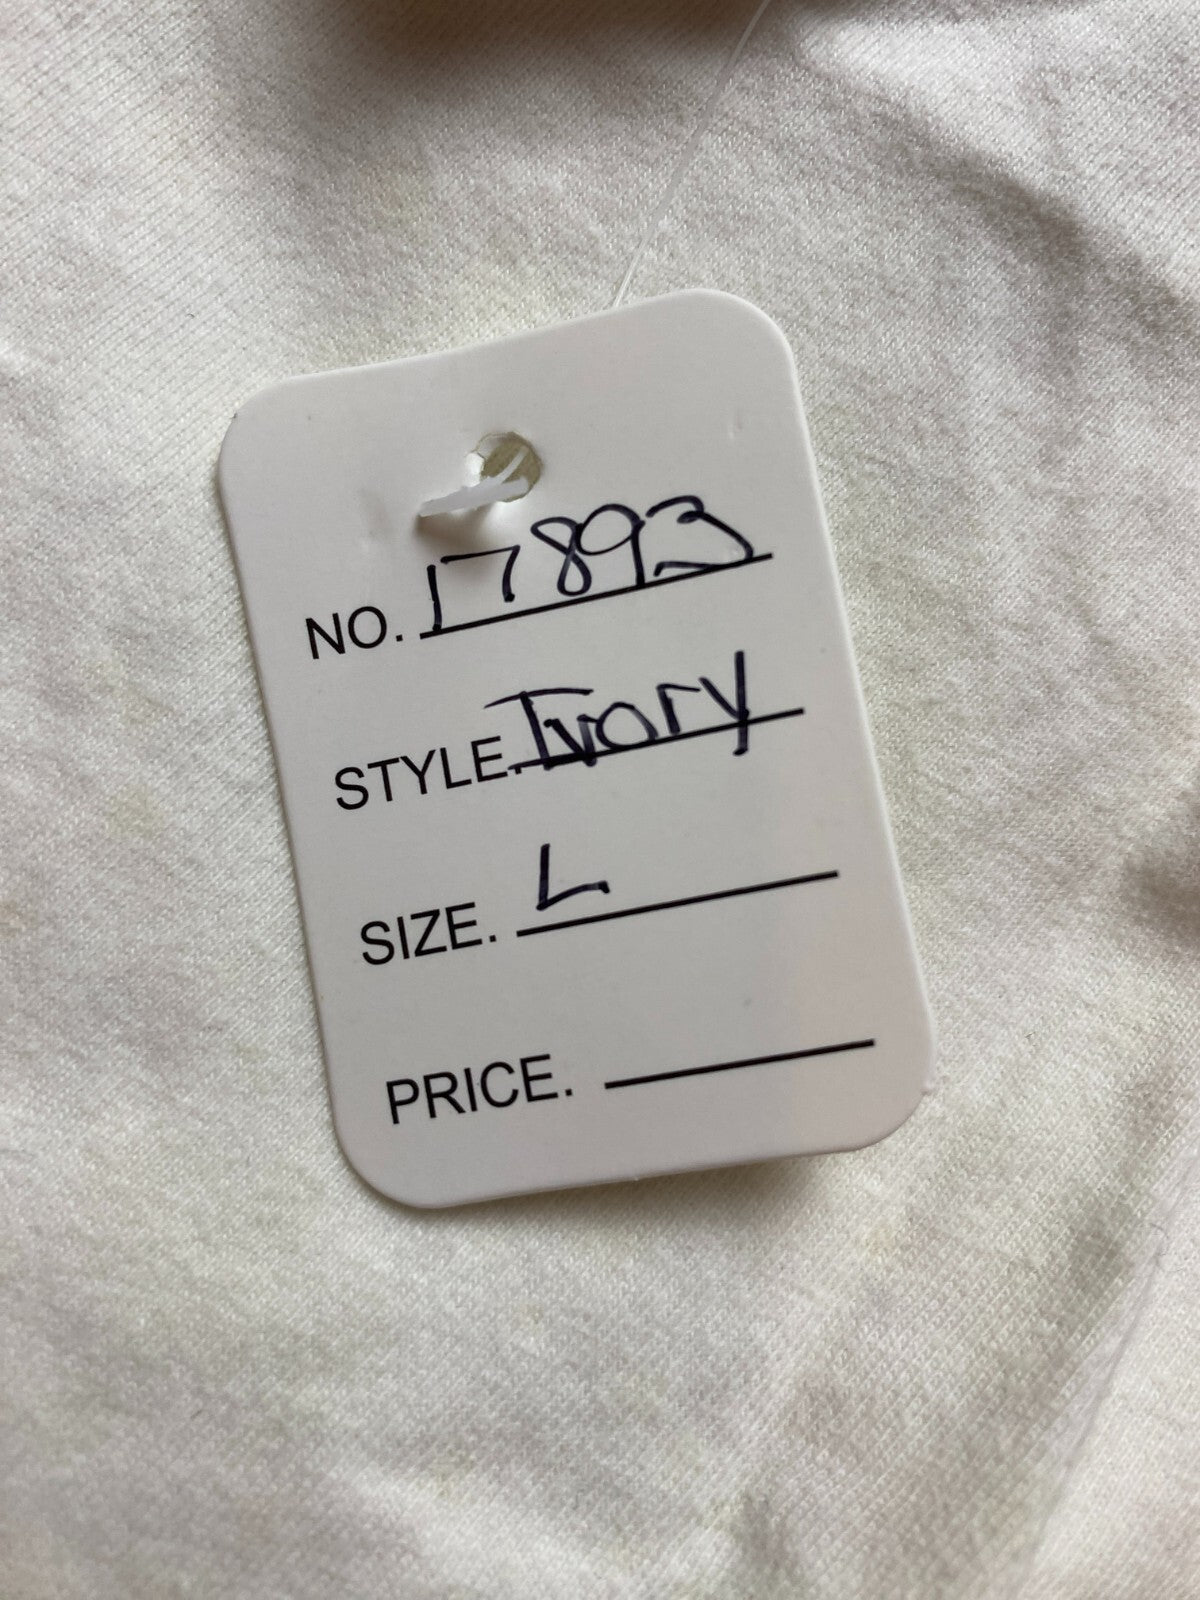 NO. 17893
STYLE. Ivory
SIZE. L
PRICE.